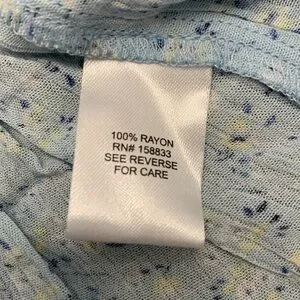 100% RAYON
RN# 158833
SEE REVERSE
FOR CARE